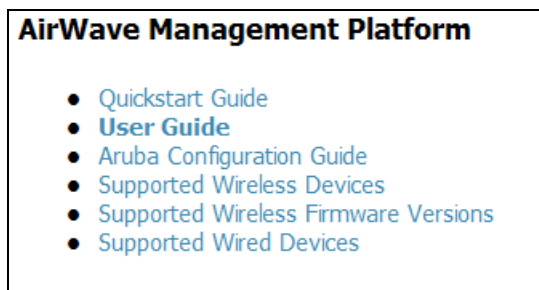 AirWave Management Platform
Quickstart Guide
User Guide
Aruba Configuration Guide
Supported Wireless Devices
Supported Wireless Firmware Versions
Supported Wired Devices